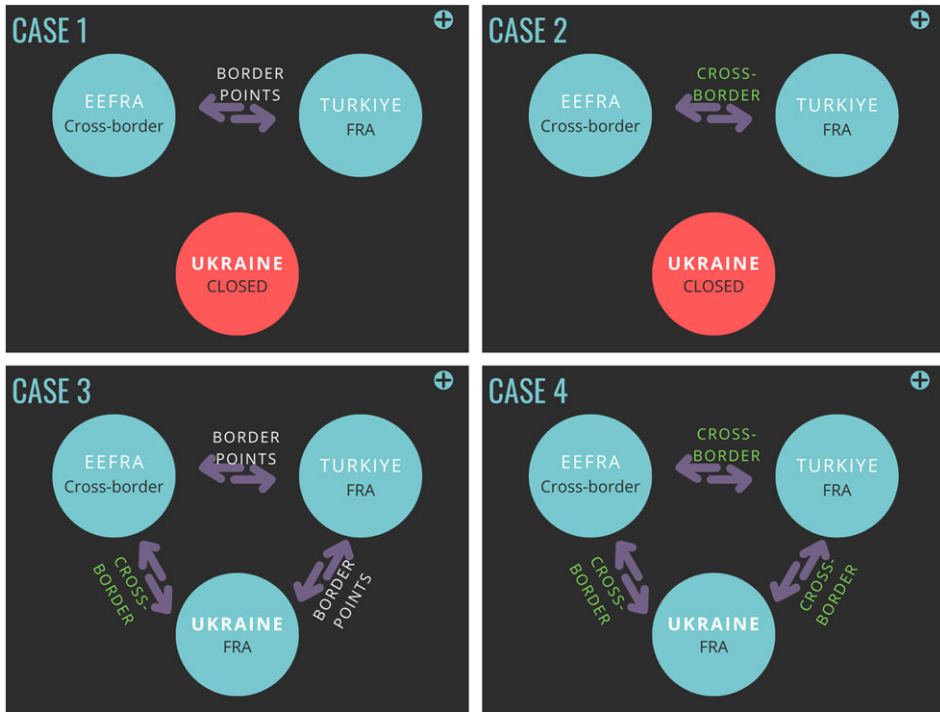 CASE 1
BORDER
POINTS
EEFRA
Cross-border
TURKIYE
FRA
UKRAINE
CLOSED
CASE 2
CROSS-
BORDER
EEFRA
Cross-border
TURKIYE
FRA
UKRAINE
CLOSED
CASE 3
BORDER
POINTS
EEFRA
Cross-border
TURKIYE
FRA
CROSS-
BORDER
BORDER
POINTS
UKRAINE
FRA
CASE 4
CROSS-
BORDER
EEFRA
Cross-border
TURKIYE
FRA
CROSS-
BORDER
CROSS-
BORDER
UKRAINE
FRA